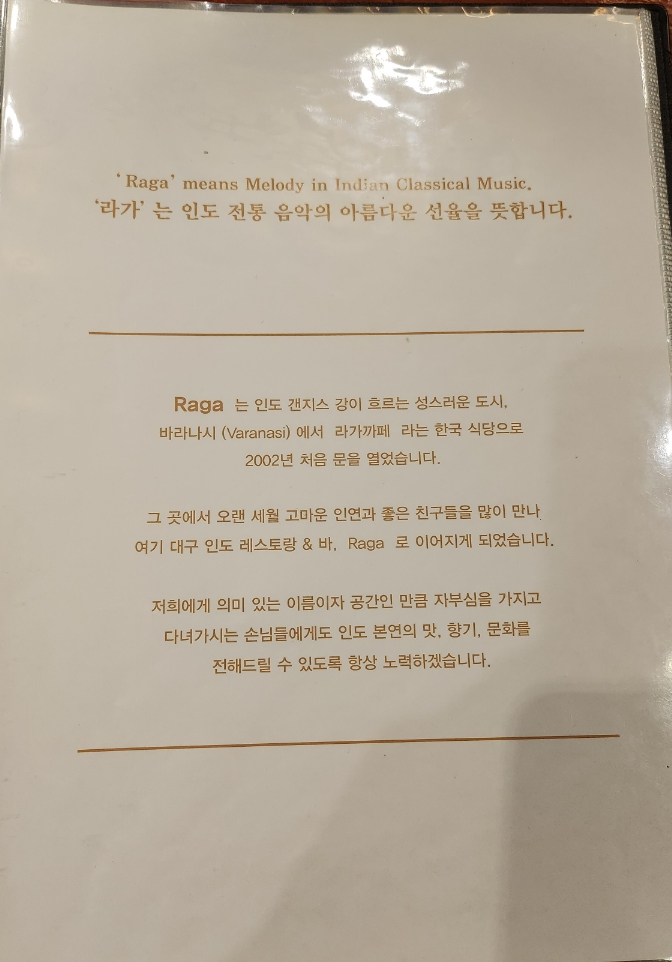 'Raga' means Melody in Indian Classical Music.
'라가' 는 인도 전통 음악의 아름다운 선율을 뜻합니다.
Raga 는 인도 갠지스 강이 흐르는 성스러운 도시,
바라나시 (Varanasi) 에서 라가까페 라는 한국 식당으로
2002년 처음 문을 열었습니다.
그 곳에서 오랜 세월 고마운 인연과 좋은 친구들을 많이 만나
여기 대구 인도 레스토랑 & 바, Raga 로 이어지게 되었습니다.
저희에게 의미 있는 이름이자 공간인 만큼 자부심을 가지고
다녀가시는 손님들에게도 인도 본연의 맛, 향기, 문화를
전해드릴 수 있도록 항상 노력하겠습니다.